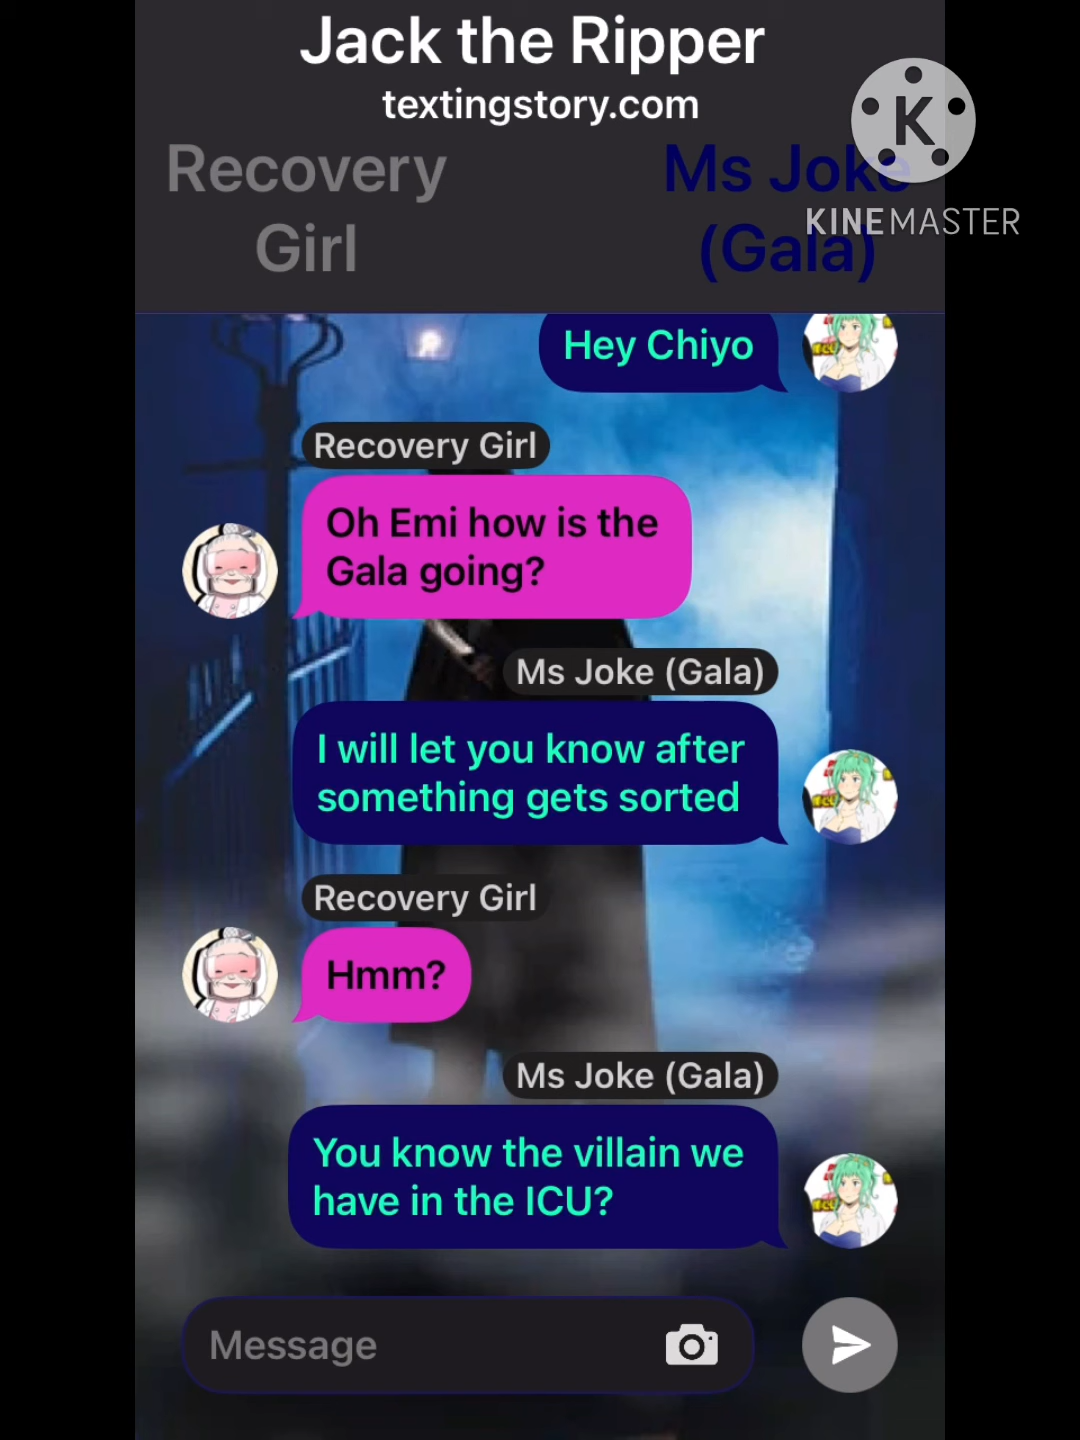 Jack the Ripper
textingstory.com
Recovery
Girl
Ms Joke
(Gala)
K
KINEMASTER
Hey Chiyo
Recovery Girl
Oh Emi how is the
Gala going?
Ms Joke (Gala)
I will let you know after
something gets sorted
Recovery Girl
Hmm?
Ms Joke (Gala)
You know the villain we
have in the ICU?
Message